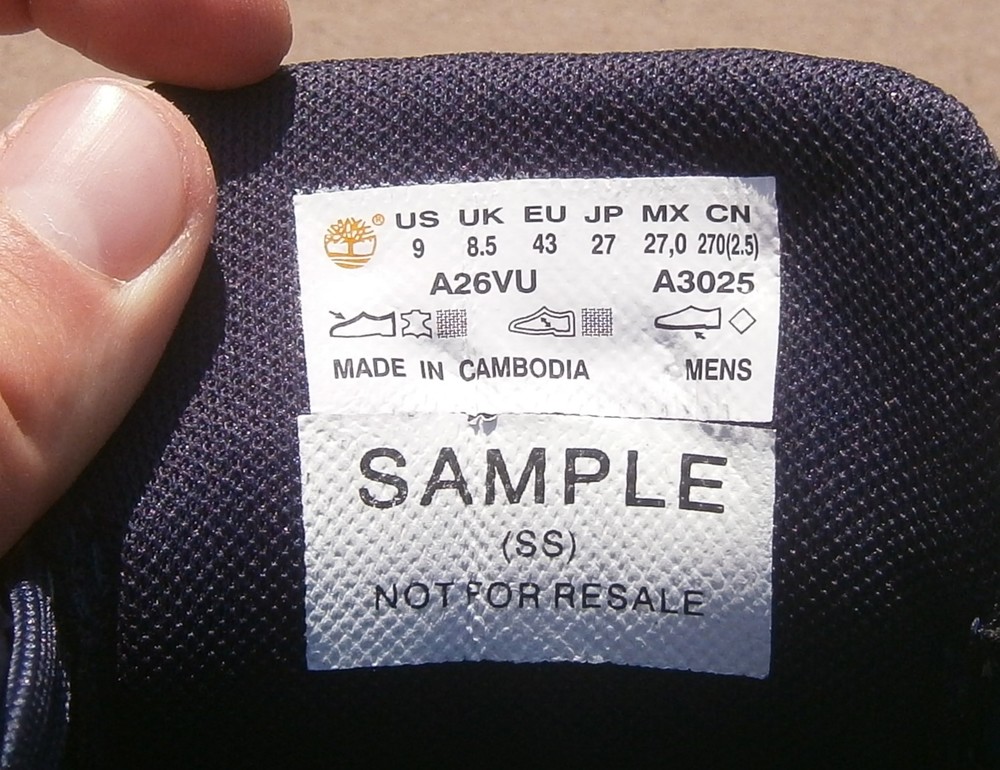 ® US UK EU JP MX CN
9 8.5 43 27 27,0 270(2.5)
A26VU A3025
MADE IN CAMBODIA MENS
SAMPLE
(SS)
NOT FOR RESALE